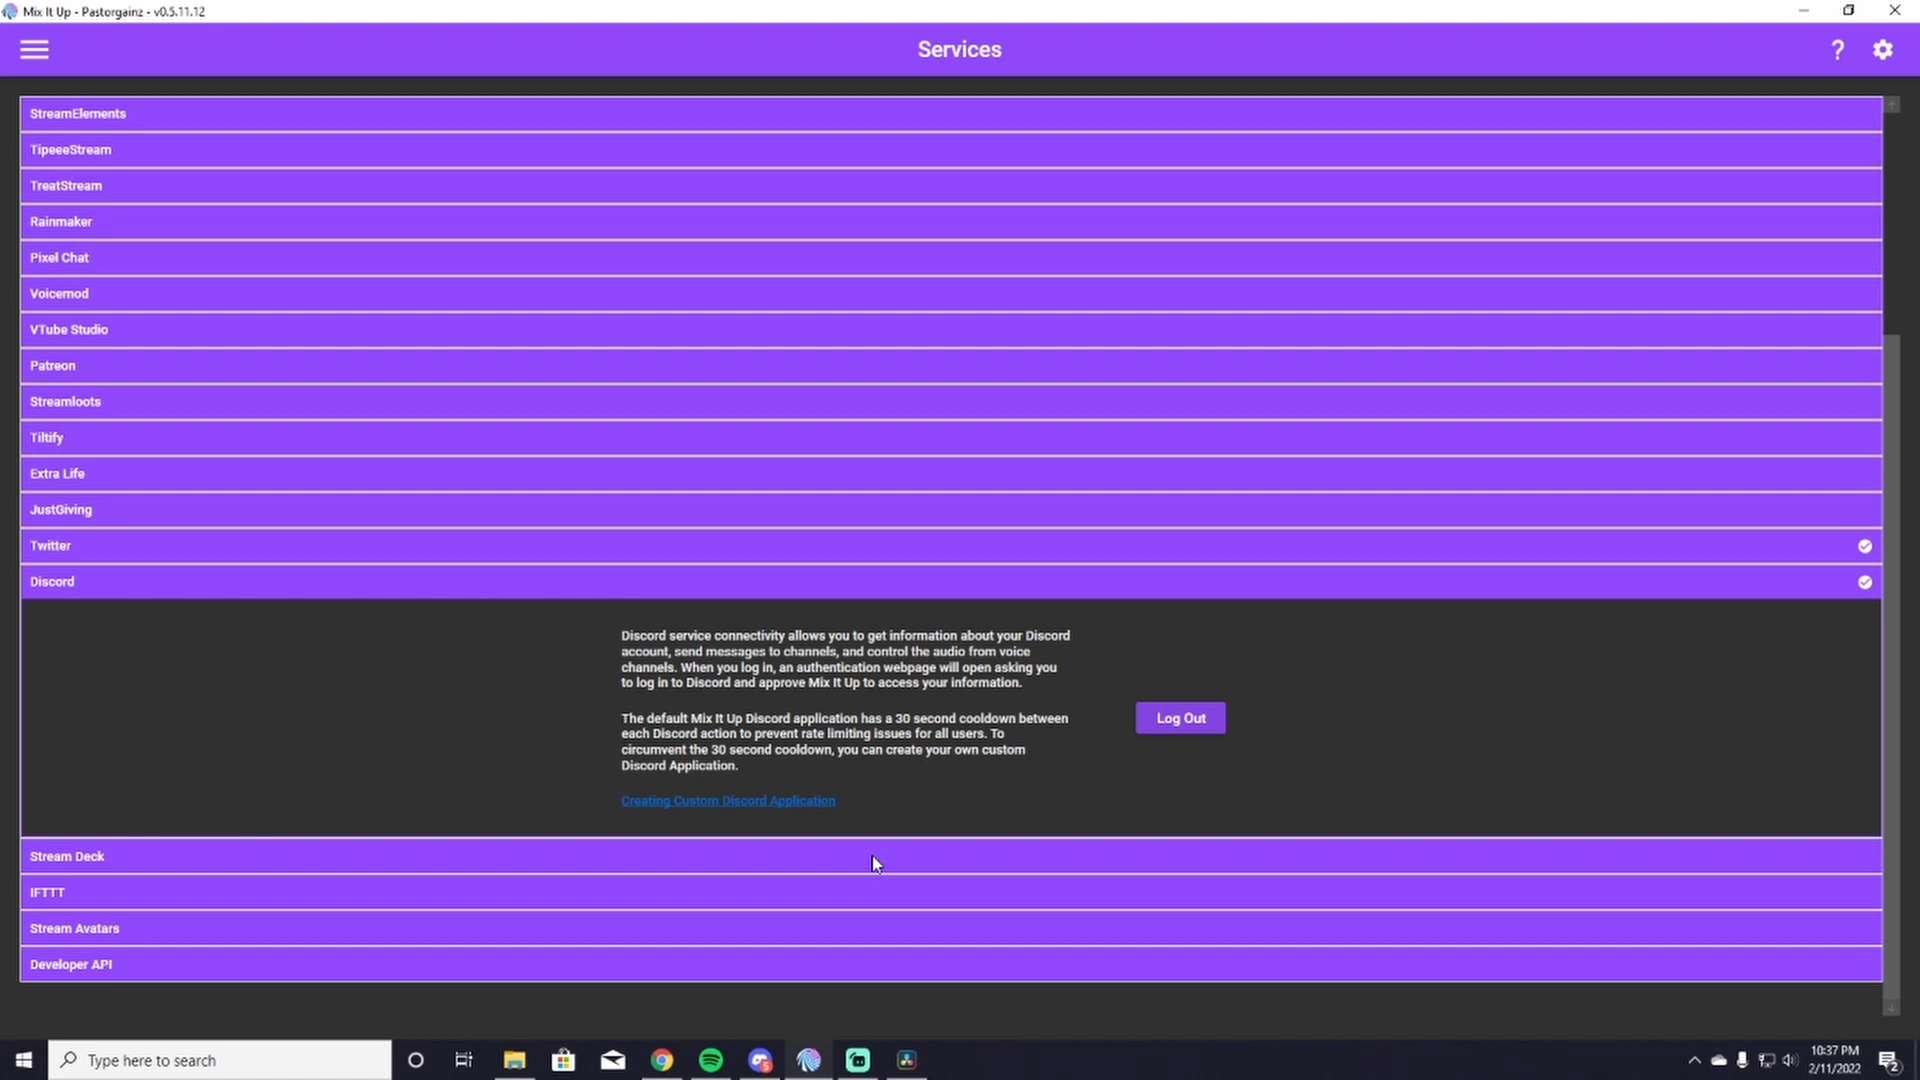 Mix It Up - Pastorgainz - v0.5.11.12
Services
?
StreamElements
TipeeeStream
TreatStream
Rainmaker
Pixel Chat
Voicemod
VTube Studio
Patreon
Streamloots
Tiltify
Extra Life
JustGiving
Twitter
Discord
Discord service connectivity allows you to get information about your Discord
account, send messages to channels, and control the audio from voice
channels. When you log in, an authentication webpage will open asking you
to log in to Discord and approve Mix It Up to access your information.
The default Mix It Up Discord application has a 30 second cooldown between
each Discord action to prevent rate limiting issues for all users. To
circumvent the 30 second cooldown, you can create your own custom
Discord Application.
Log Out
Creating Custom Discord Application
Stream Deck
IFTTT
Stream Avatars
Developer API
Type here to search
5
10:37 PM
2/11/2022
2